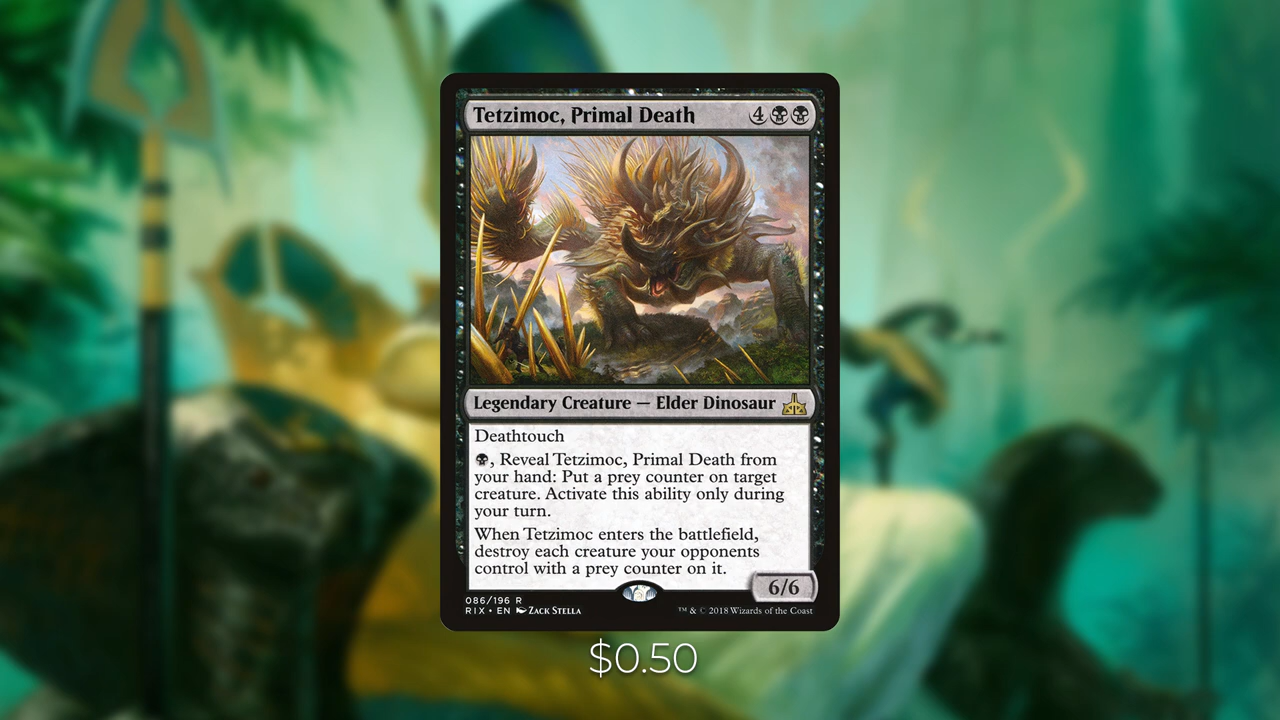 Tetzimoc, Primal Death 4
Legendary Creature — Elder Dinosaur
Deathtouch
, Reveal Tetzimoc, Primal Death from
your hand: Put a prey counter on target
creature. Activate this ability only during
your turn.
When Tetzimoc enters the battlefield,
destroy each creature your opponents
control with a prey counter on it.
6/6
086/196 R
RIX • EN Zack Stella
™ & © 2018 Wizards of the Coast
$0.50